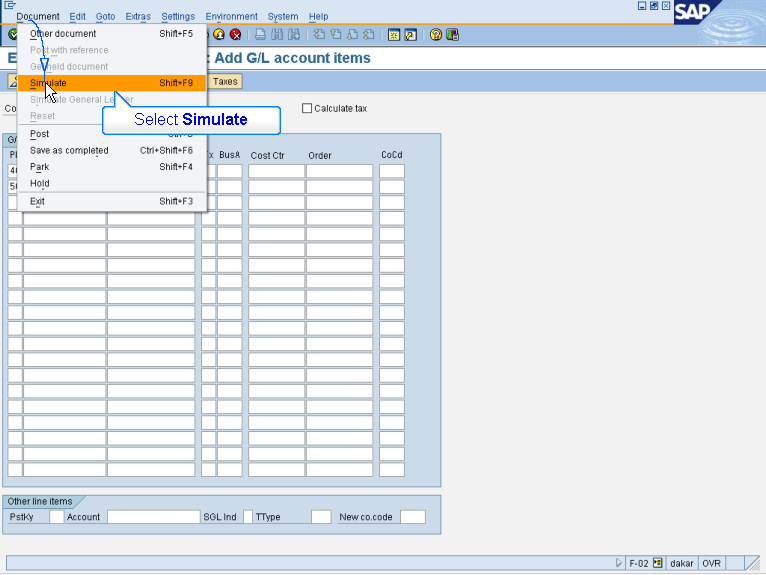 Document Edit Goto Extras Settings Environment System Help
SAP
Other document Shift+F5
Post with reference
Get held document
Simulate Shift+F9
Simulate General Ledger
Reset
Post
Save as completed Ctrl+Shift+F6
Park Shift+F4
Hold
Exit Shift+F3
Select Simulate
: Add G/L account items
Taxes
Co
Calculate tax
G/
BusA Cost Ctr Order CoCd
Other line items
PstKy Account SGL Ind TType New co.code
F-02 dakar OVR